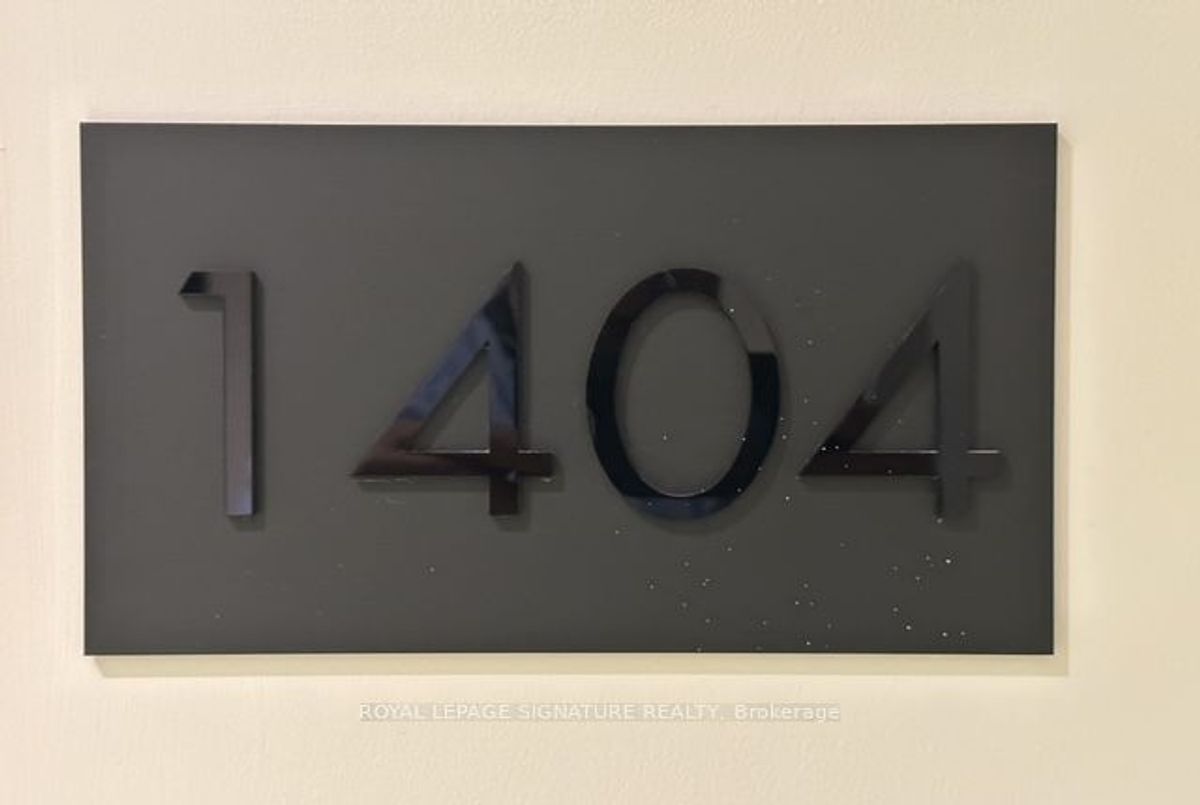 1404
ROYAL LEPAGE SIGNATURE REALTY, Brokerage